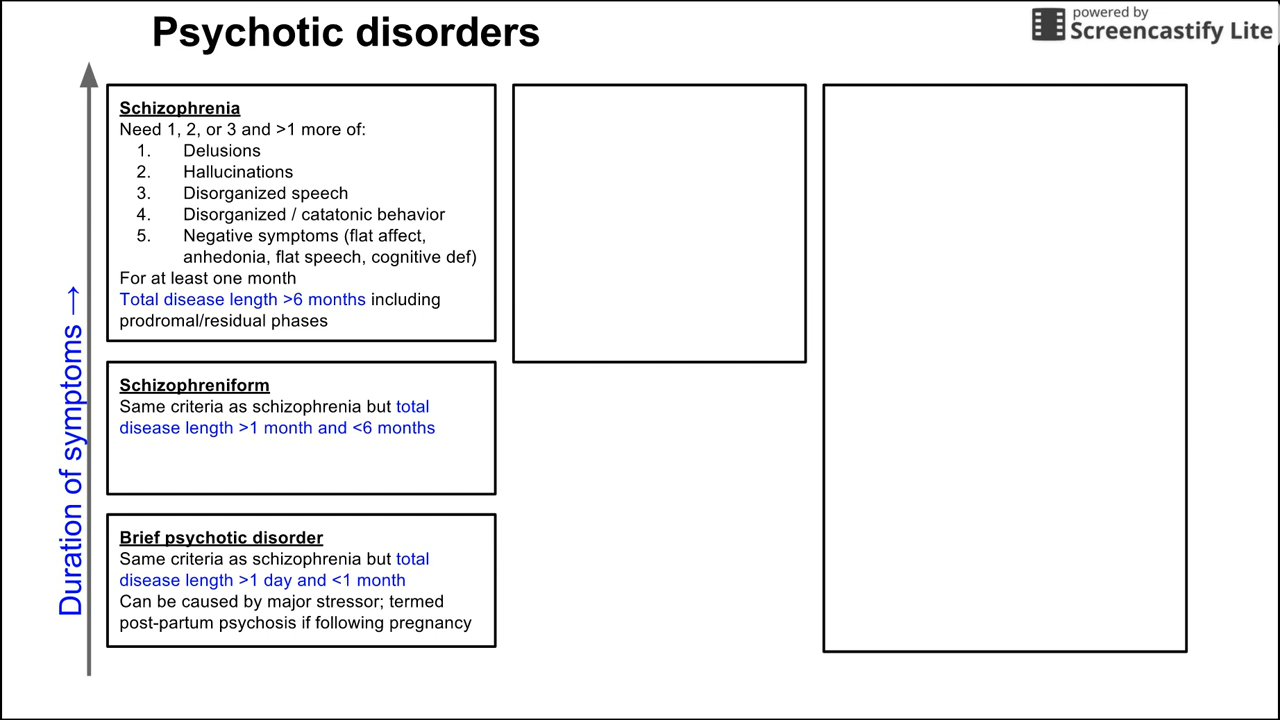 Psychotic disorders
powered by
Screencastify Lite
Duration of symptoms →
Schizophrenia
Need 1, 2, or 3 and >1 more of:
1. Delusions
2. Hallucinations
3. Disorganized speech
4. Disorganized / catatonic behavior
5. Negative symptoms (flat affect,
anhedonia, flat speech, cognitive def)
For at least one month
Total disease length >6 months including
prodromal/residual phases
Schizophreniform
Same criteria as schizophrenia but total
disease length >1 month and <6 months
Brief psychotic disorder
Same criteria as schizophrenia but total
disease length >1 day and <1 month
Can be caused by major stressor; termed
post-partum psychosis if following pregnancy